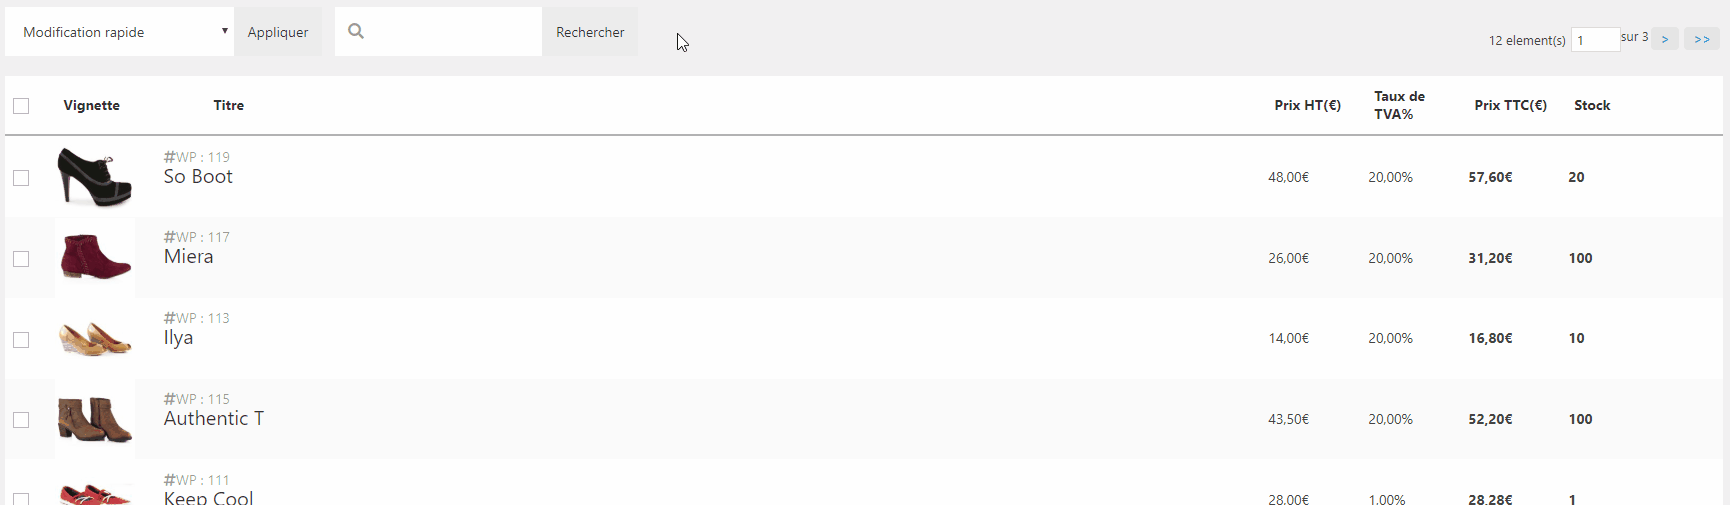 Modification rapide ▾ Appliquer Rechercher
12 element(s) 1 sur 3 > >>
Vignette Titre Prix HT(€) Taux de TVA% Prix TTC(€) Stock
#WP : 119
So Boot 48,00€ 20,00% 57,60€ 20
#WP : 117
Miera 26,00€ 20,00% 31,20€ 100
#WP : 113
Ilya 14,00€ 20,00% 16,80€ 10
#WP : 115
Authentic T 43,50€ 20,00% 52,20€ 100
#WP : 111
Keep Cool 28,00€ 1,00% 28,28€ 1